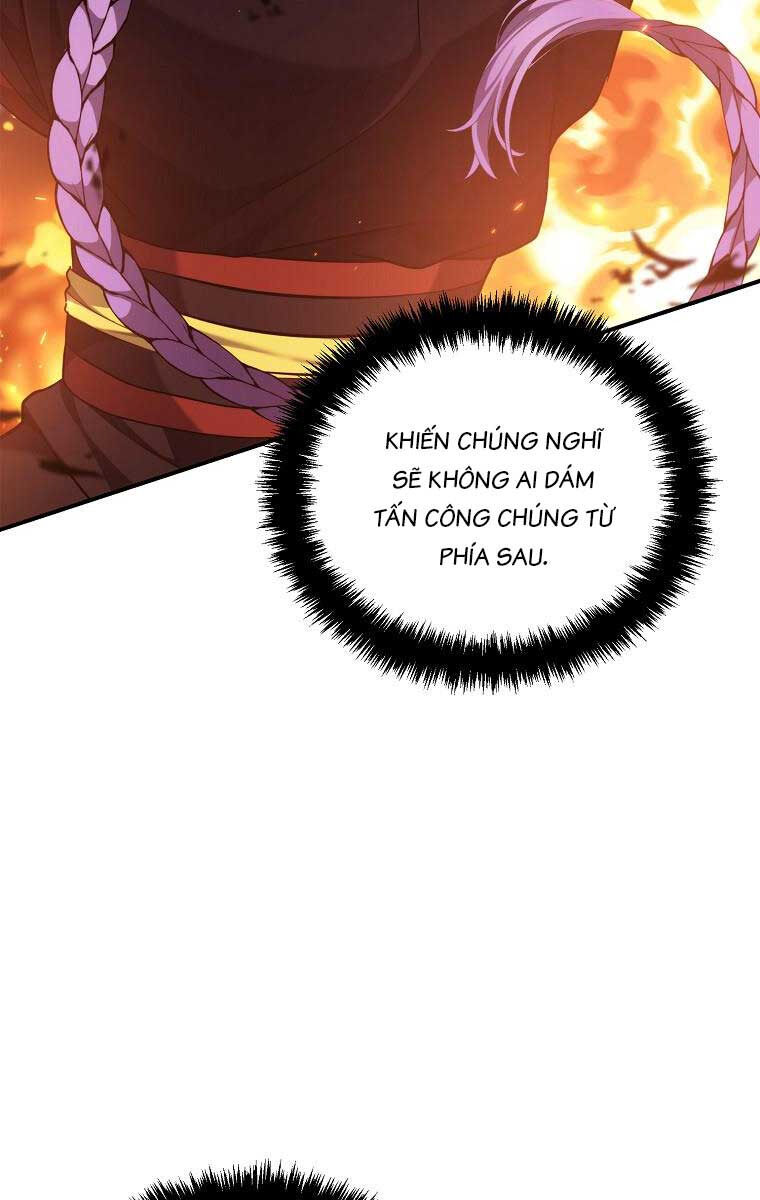 KHIẾN CHÚNG NGHĨ
SẼ KHÔNG AI DÁM
TẤN CÔNG CHÚNG TỪ
PHÍA SAU.